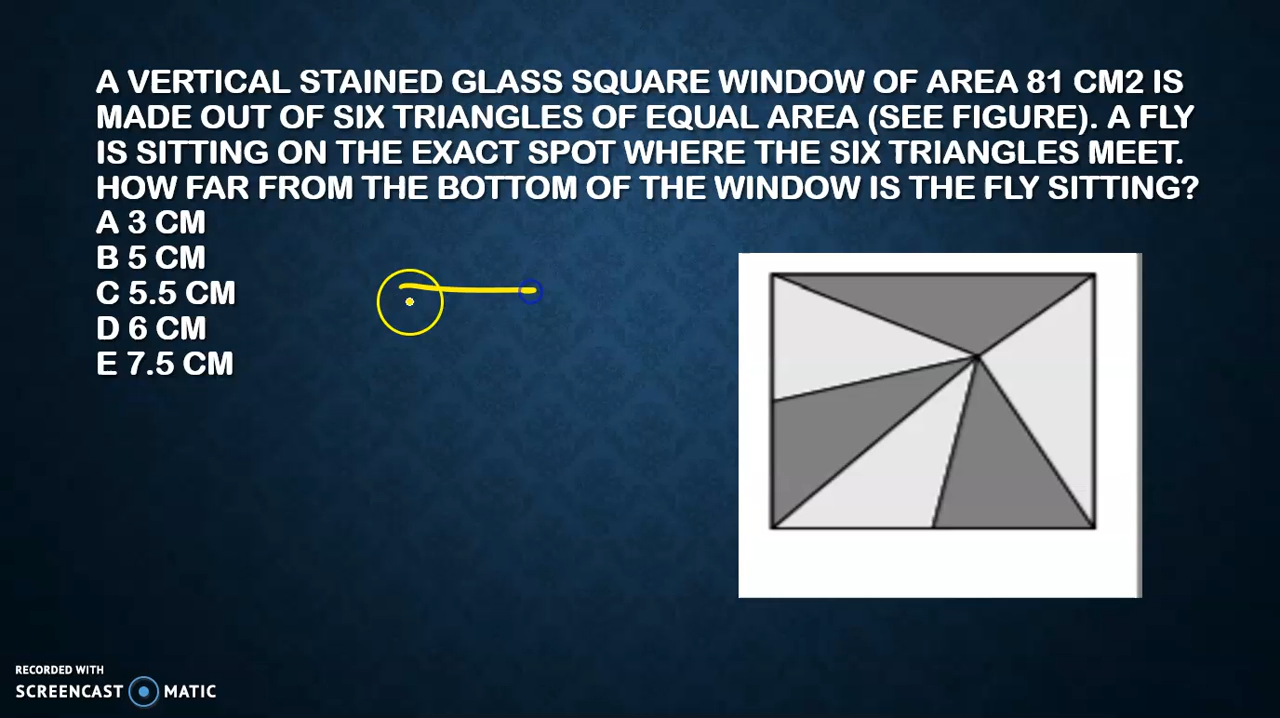 A VERTICAL STAINED GLASS SQUARE WINDOW OF AREA 81 CM2 IS
MADE OUT OF SIX TRIANGLES OF EQUAL AREA (SEE FIGURE). A FLY
IS SITTING ON THE EXACT SPOT WHERE THE SIX TRIANGLES MEET.
HOW FAR FROM THE BOTTOM OF THE WINDOW IS THE FLY SITTING?
A 3 CM
B 5 CM
C 5.5 CM
D 6 CM
E 7.5 CM
RECORDED WITH
SCREENCAST MATIC